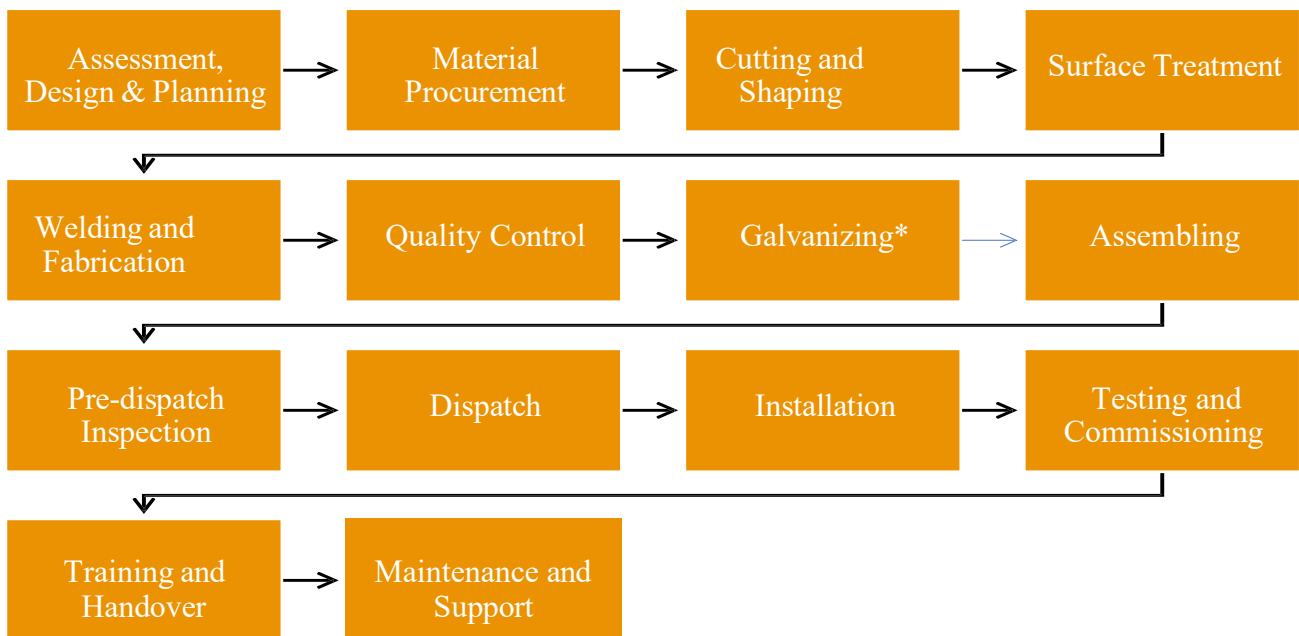 Assessment,
Design & Planning
Material
Procurement
Cutting and
Shaping
Surface Treatment
Welding and
Fabrication
Quality Control
Galvanizing*
Assembling
Pre-dispatch
Inspection
Dispatch
Installation
Testing and
Commissioning
Training and
Handover
Maintenance and
Support